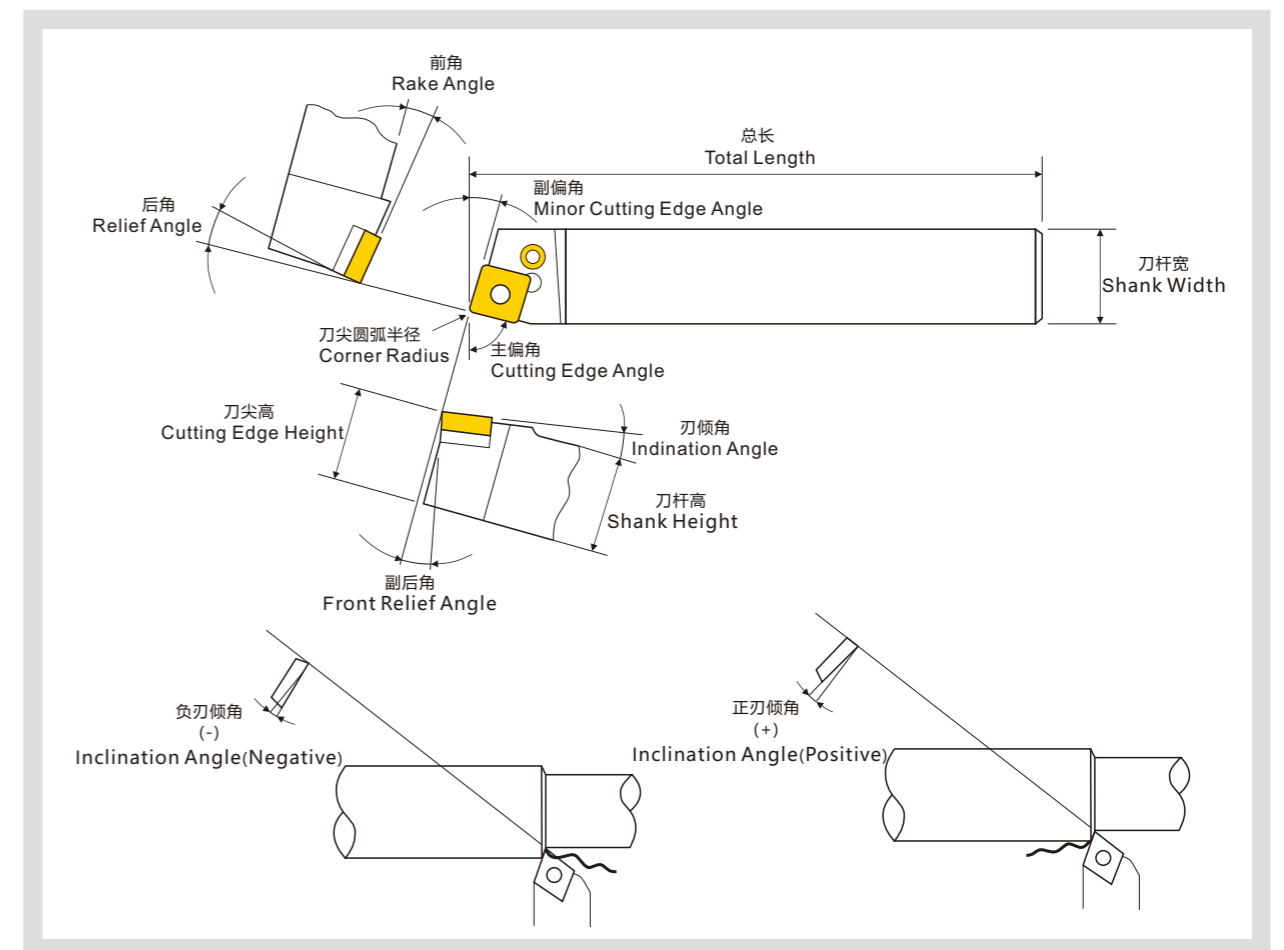 前角
Rake Angle
总长
Total Length
后角
Relief Angle
副偏角
Minor Cutting Edge Angle
刀杆宽
Shank Width
刀尖圆弧半径
Corner Radius
主偏角
Cutting Edge Angle
刀尖高
Cutting Edge Height
刃倾角
Indination Angle
刀杆高
Shank Height
副后角
Front Relief Angle
负刃倾角
(-)
Inclination Angle(Negative)
正刃倾角
(+)
Inclination Angle(Positive)